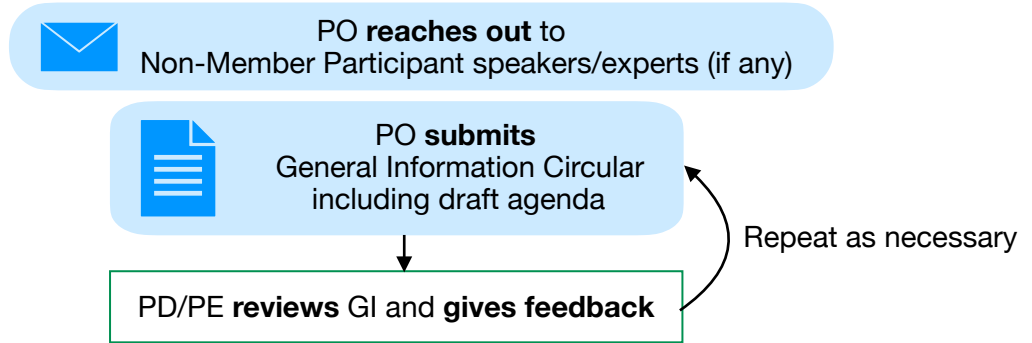 PO reaches out to
Non-Member Participant speakers/experts (if any)
PO submits
General Information Circular
including draft agenda
Repeat as necessary
PD/PE reviews GI and gives feedback